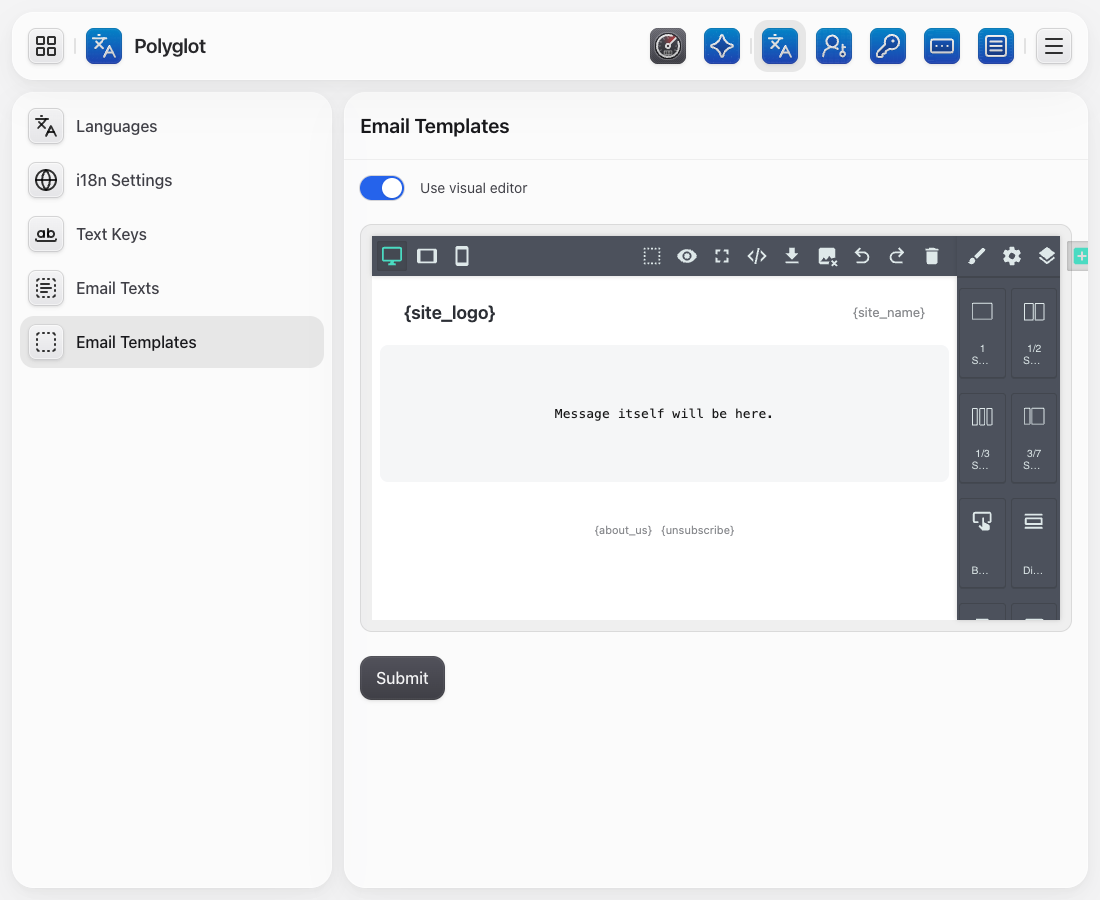 Polyglot
Languages
i18n Settings
Text Keys
Email Texts
Email Templates
Email Templates
Use visual editor
{site_logo}
{site_name}
Message itself will be here.
{about_us} {unsubscribe}
1
S...
1/2
S...
1/3
S...
3/7
S...
B...
Di...
Submit